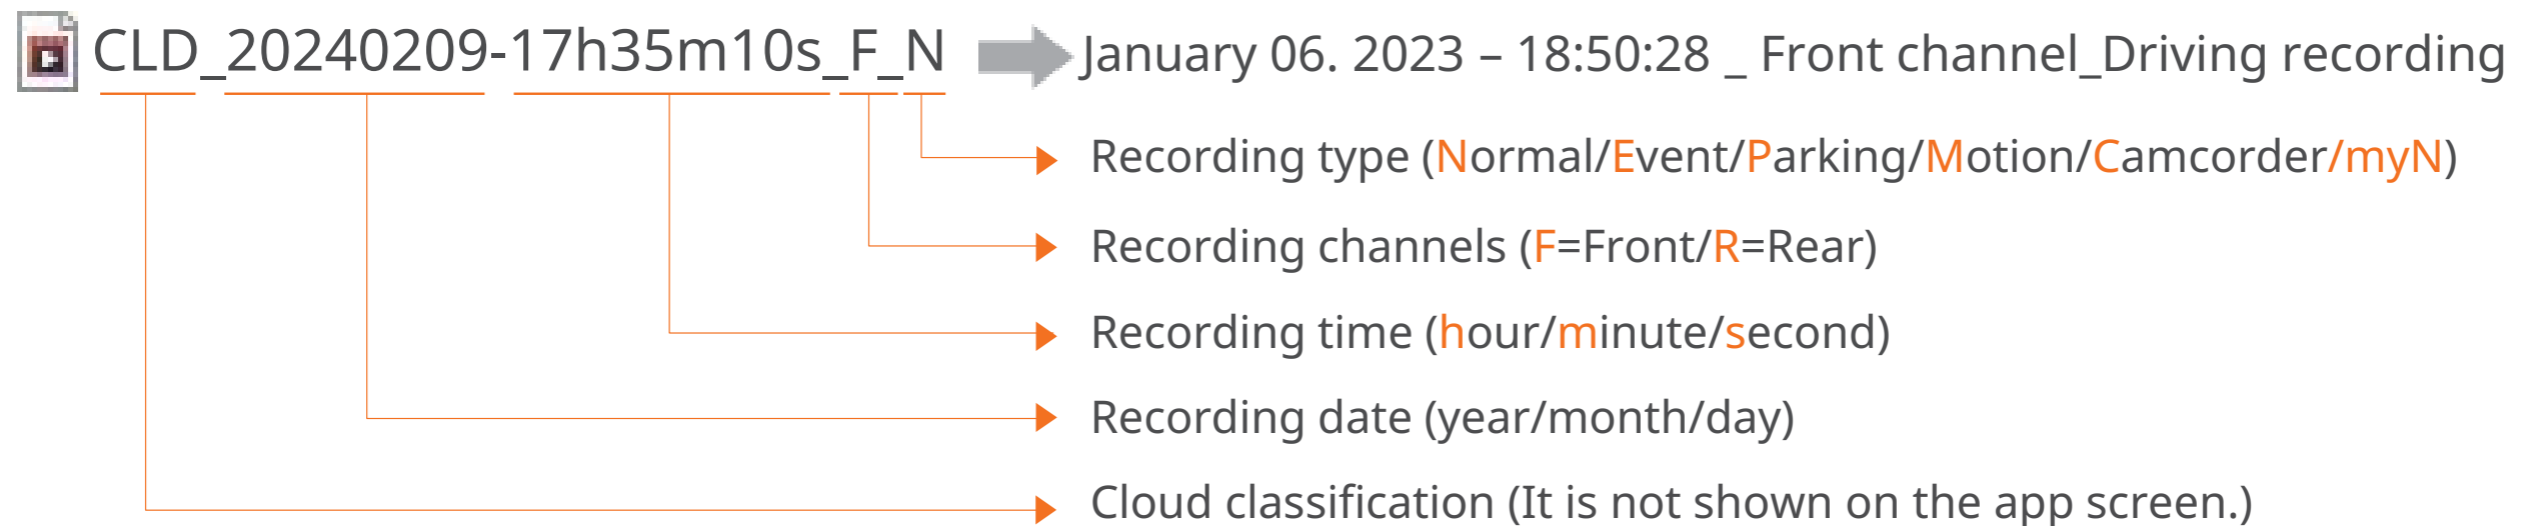 CLD_20240209-17h35m10s_F_N January 06. 2023 – 18:50:28 _ Front channel_Driving recording
Recording type (Normal/Event/Parking/Motion/Camcorder/myN)
Recording channels (F=Front/R=Rear)
Recording time (hour/minute/second)
Recording date (year/month/day)
Cloud classification (It is not shown on the app screen.)